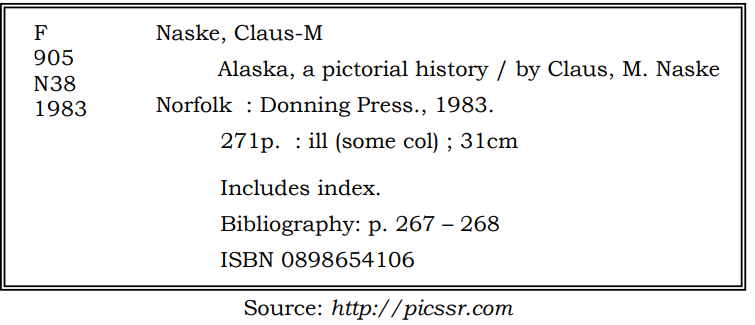 F
905
N38
1983
Naske, Claus-M
Alaska, a pictorial history / by Claus, M. Naske
Norfolk : Donning Press., 1983.
271p. : ill (some col) ; 31cm
Includes index.
Bibliography: p. 267 – 268
ISBN 0898654106
Source: http://picssr.com